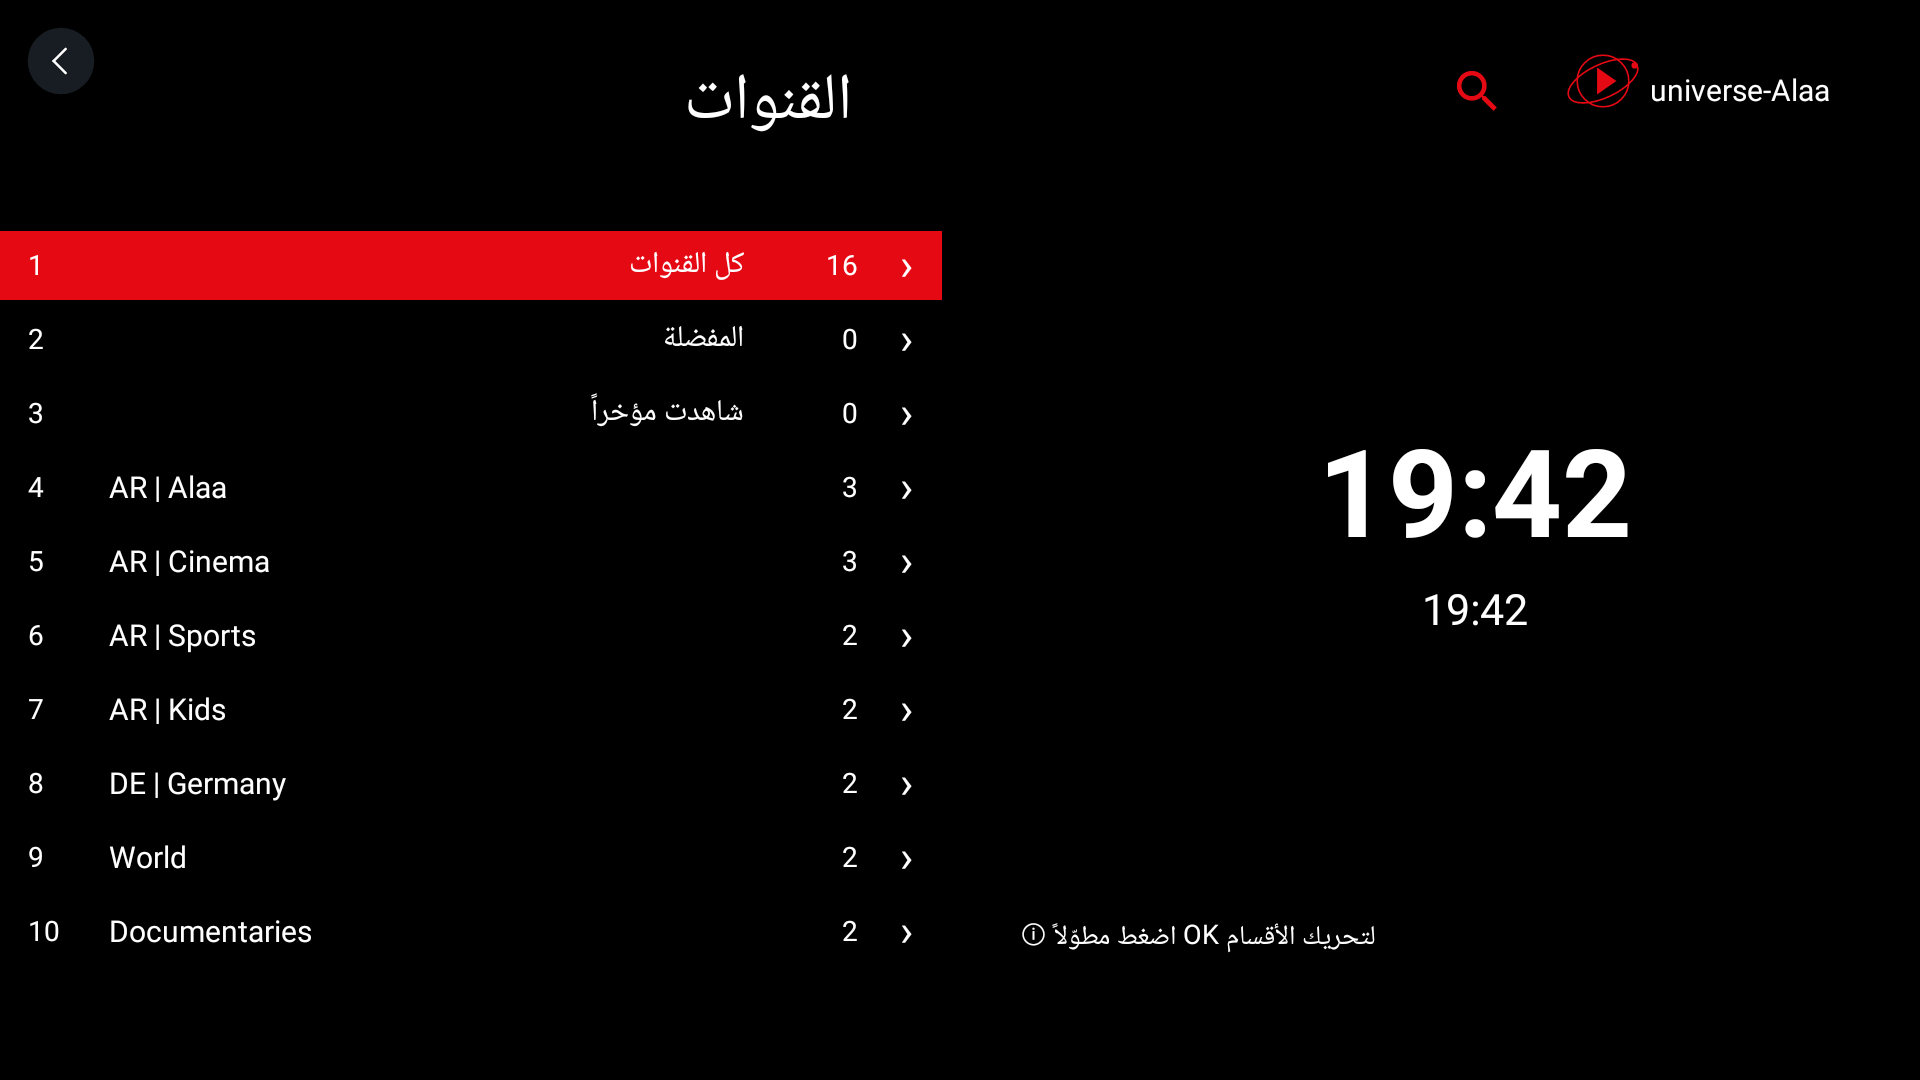 القنوات
universe-Alaa
1 كل القنوات 16
2 المفضلة 0
3 شاهدت مؤخراً 0
4 AR | Alaa 3
5 AR | Cinema 3
6 AR | Sports 2
7 AR | Kids 2
8 DE | Germany 2
9 World 2
10 Documentaries 2
19:42
19:42
لتحريك الأقسام OK اضغط مطوّلاً ⓘ